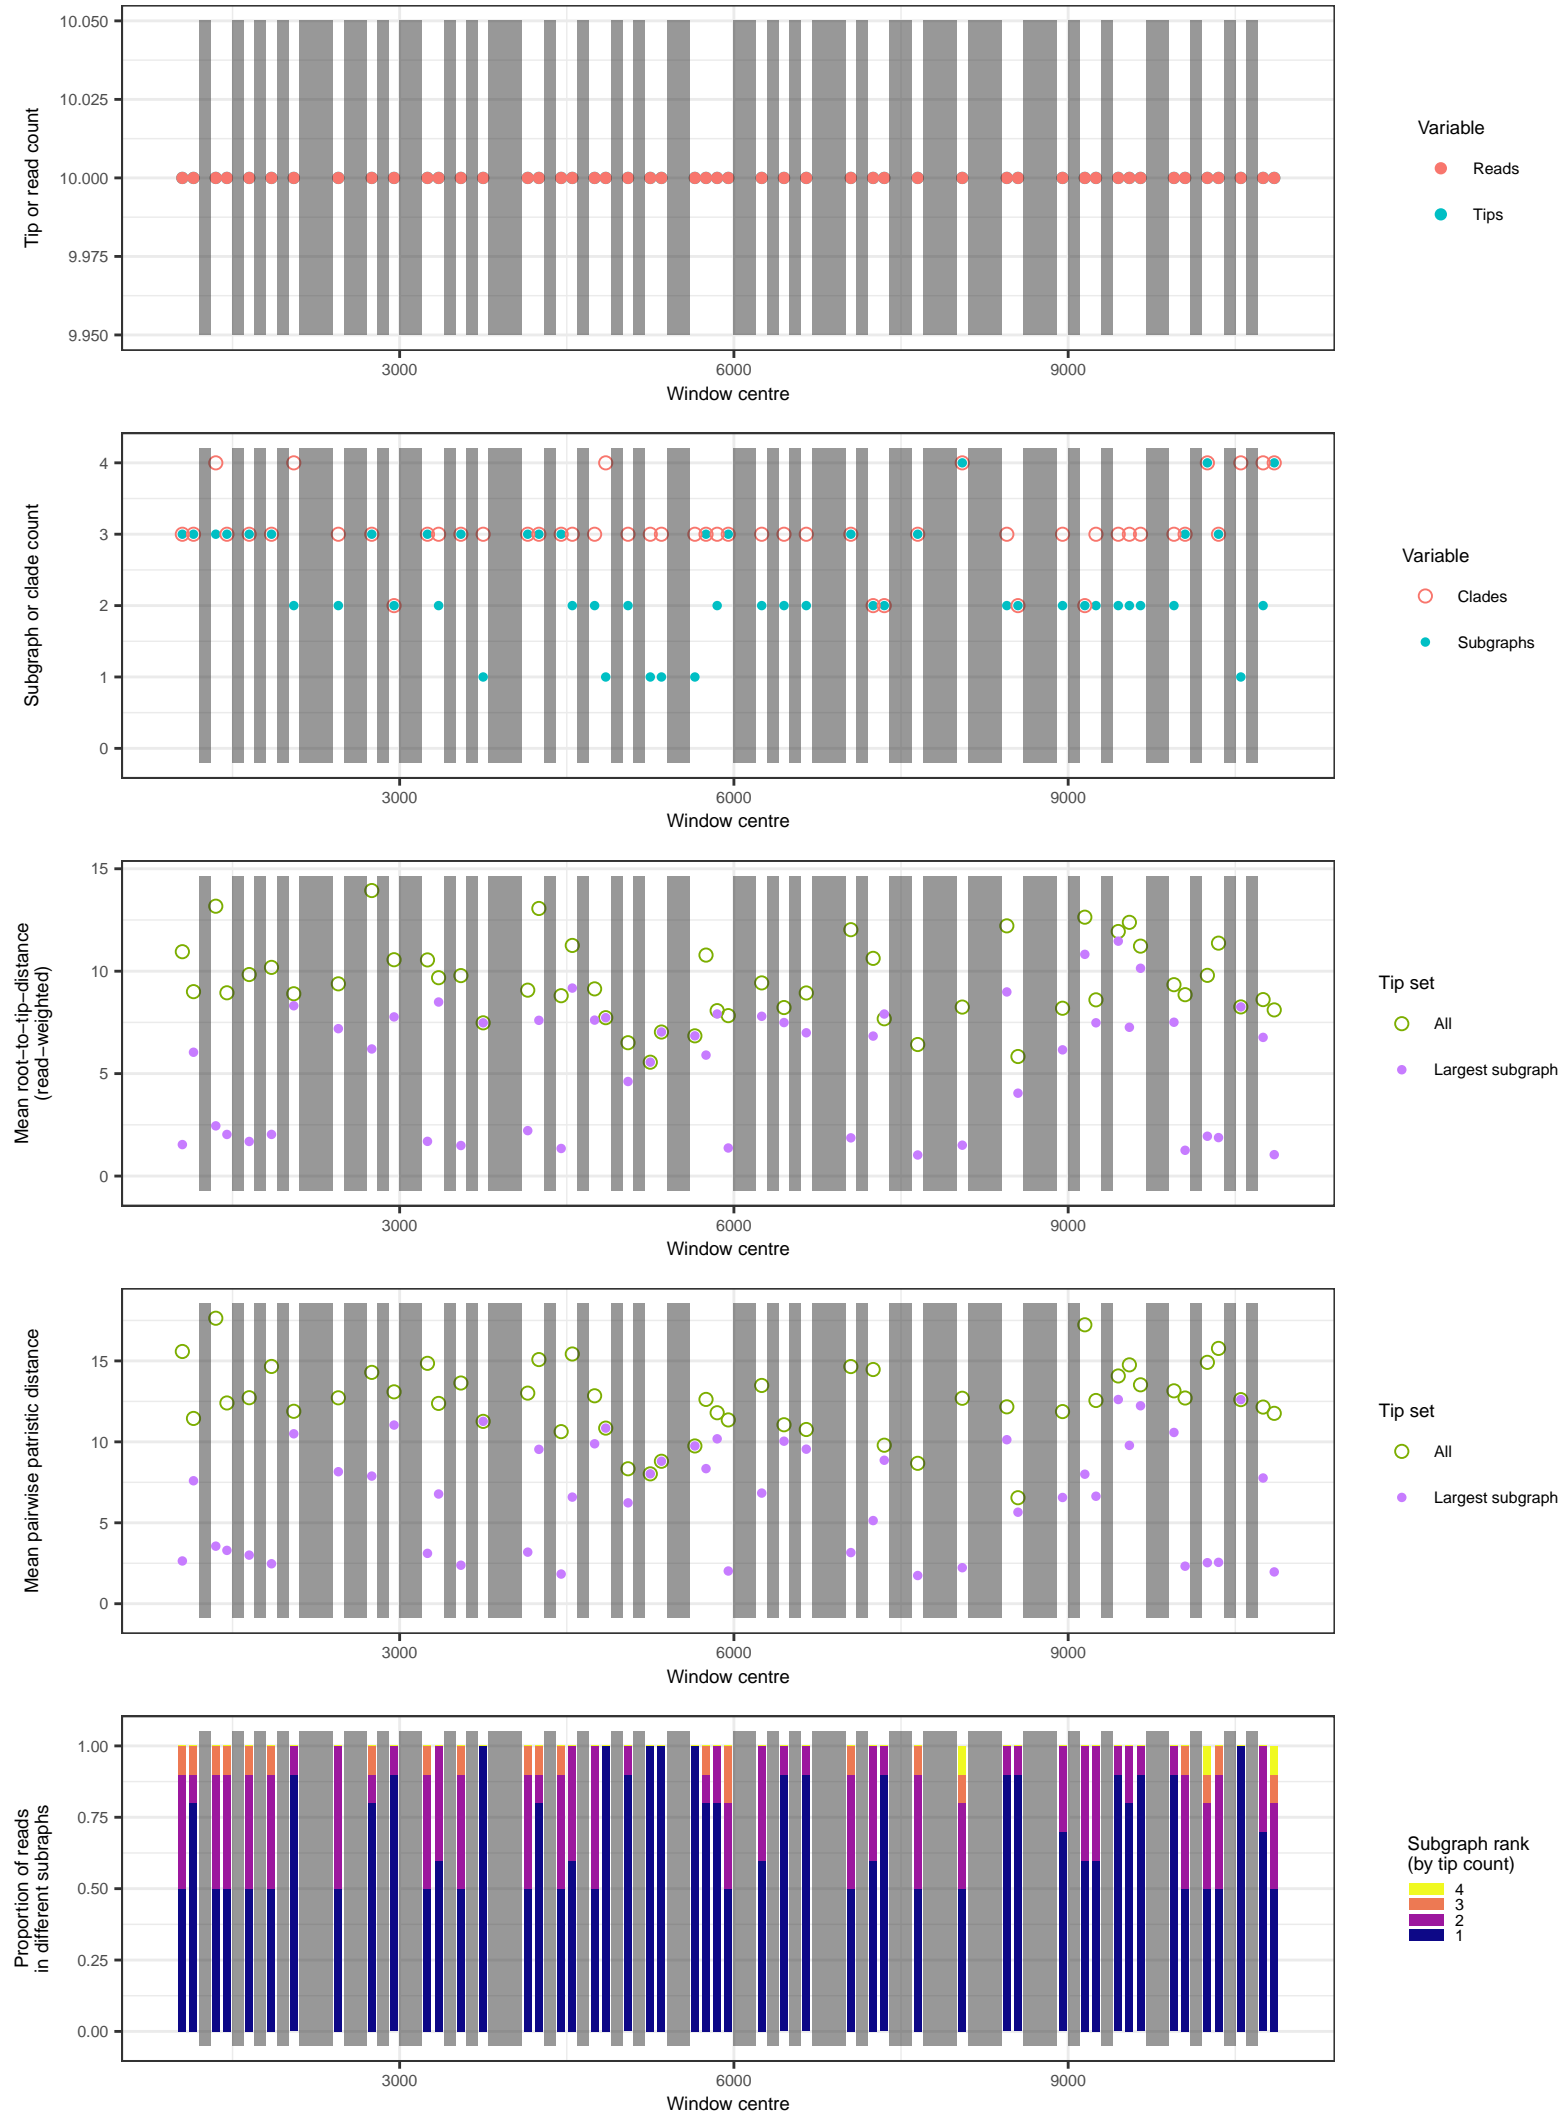 10.050
10.025
10.000
9.975
9.950
Tip or read count
3000
6000
9000
Window centre
Variable
Reads
Tips
4
3
2
1
0
Subgraph or clade count
3000
6000
9000
Window centre
Variable
Clades
Subgraphs
15
10
5
0
Mean root−to−tip−distance
(read−weighted)
3000
6000
9000
Window centre
Tip set
All
Largest subgraph
15
10
5
0
Mean pairwise patristic distance
3000
6000
9000
Window centre
Tip set
All
Largest subgraph
1.00
0.75
0.50
0.25
0.00
Proportion of reads
in different subraphs
3000
6000
9000
Window centre
Subgraph rank
(by tip count)
4
3
2
1